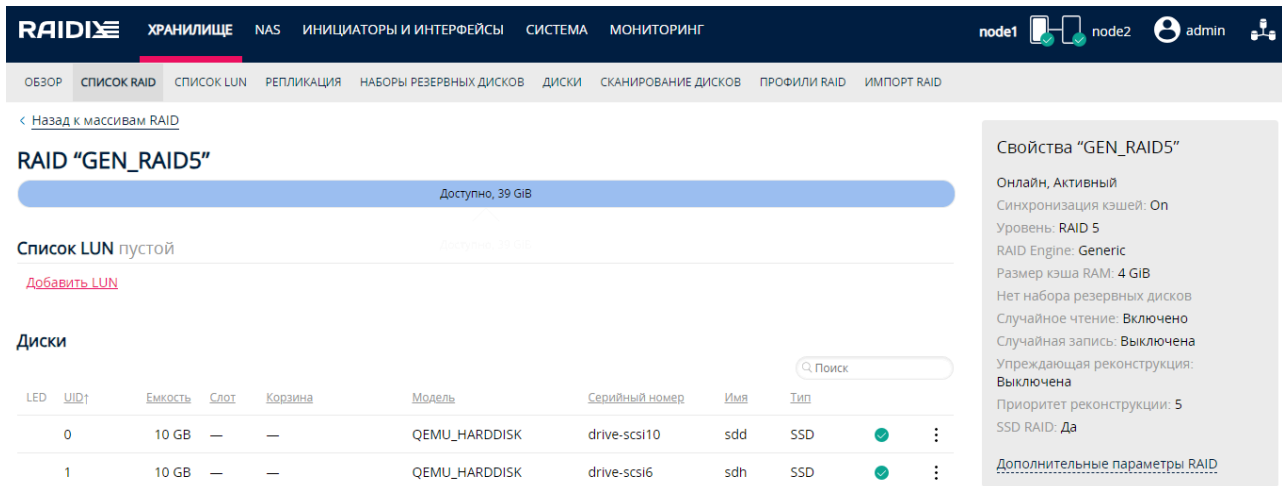 RAIDIX ХРАНИЛИЩЕ NAS ИНИЦИАТОРЫ И ИНТЕРФЕЙСЫ СИСТЕМА МОНИТОРИНГ node1 node2 admin
ОБЗОР СПИСОК RAID СПИСОК LUN РЕПЛИКАЦИЯ НАБОРЫ РЕЗЕРВНЫХ ДИСКОВ ДИСКИ СКАНИРОВАНИЕ ДИСКОВ ПРОФИЛИ RAID ИМПОРТ RAID
‹ Назад к массивам RAID
RAID “GEN_RAID5”
Доступно, 39 GiB
Список LUN пустой
Добавить LUN
Диски
Поиск
LED UID↑ Емкость Слот Корзина Модель Серийный номер Имя Тип
0 10 GB — — QEMU_HARDDISK drive-scsi10 sdd SSD
1 10 GB — — QEMU_HARDDISK drive-scsi6 sdh SSD
Свойства “GEN_RAID5”
Онлайн, Активный
Синхронизация кэшей: On
Уровень: RAID 5
RAID Engine: Generic
Размер кэша RAM: 4 GiB
Нет набора резервных дисков
Случайное чтение: Включено
Случайная запись: Выключена
Упреждающая реконструкция:
Выключена
Приоритет реконструкции: 5
SSD RAID: Да
Дополнительные параметры RAID